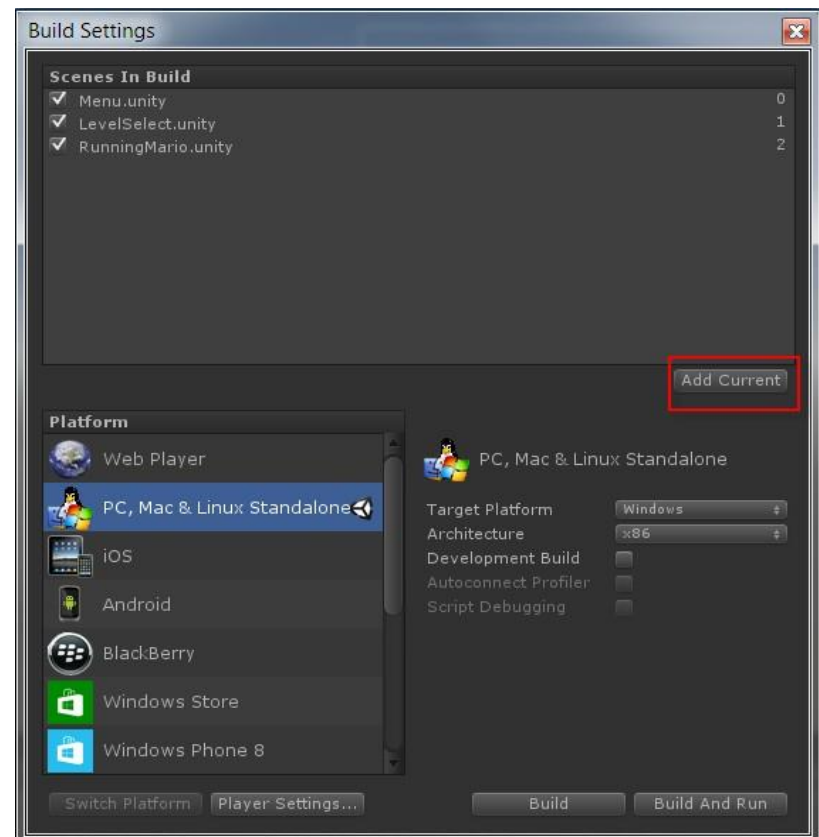 Build Settings
Scenes In Build
Menu.unity 0
LevelSelect.unity 1
RunningMario.unity 2
Add Current
Platform
Web Player
PC, Mac & Linux Standalone
iOS
Android
BlackBerry
Windows Store
Windows Phone 8
PC, Mac & Linux Standalone
Target Platform Windows
Architecture x86
Development Build
Autoconnect Profiler
Script Debugging
Switch Platform Player Settings... Build Build And Run